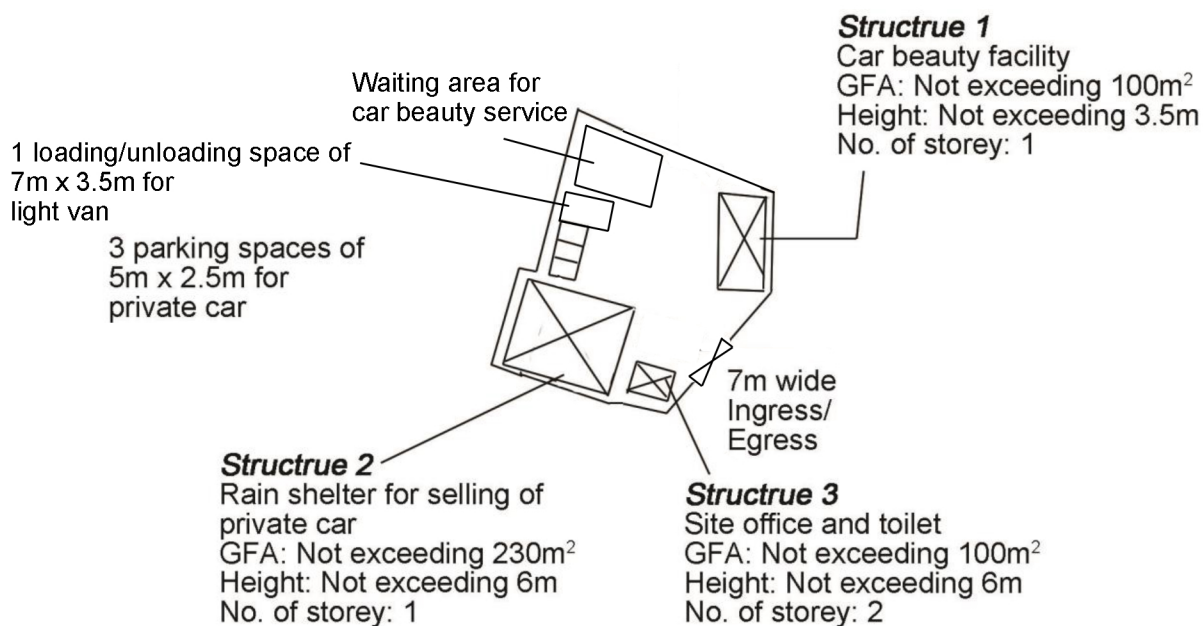 Structrue 1
Car beauty facility
GFA: Not exceeding 100m²
Height: Not exceeding 3.5m
No. of storey: 1
Waiting area for
car beauty service
1 loading/unloading space of
7m x 3.5m for
light van
3 parking spaces of
5m x 2.5m for
private car
7m wide
Ingress/
Egress
Structrue 2
Rain shelter for selling of
private car
GFA: Not exceeding 230m²
Height: Not exceeding 6m
No. of storey: 1
Structrue 3
Site office and toilet
GFA: Not exceeding 100m²
Height: Not exceeding 6m
No. of storey: 2